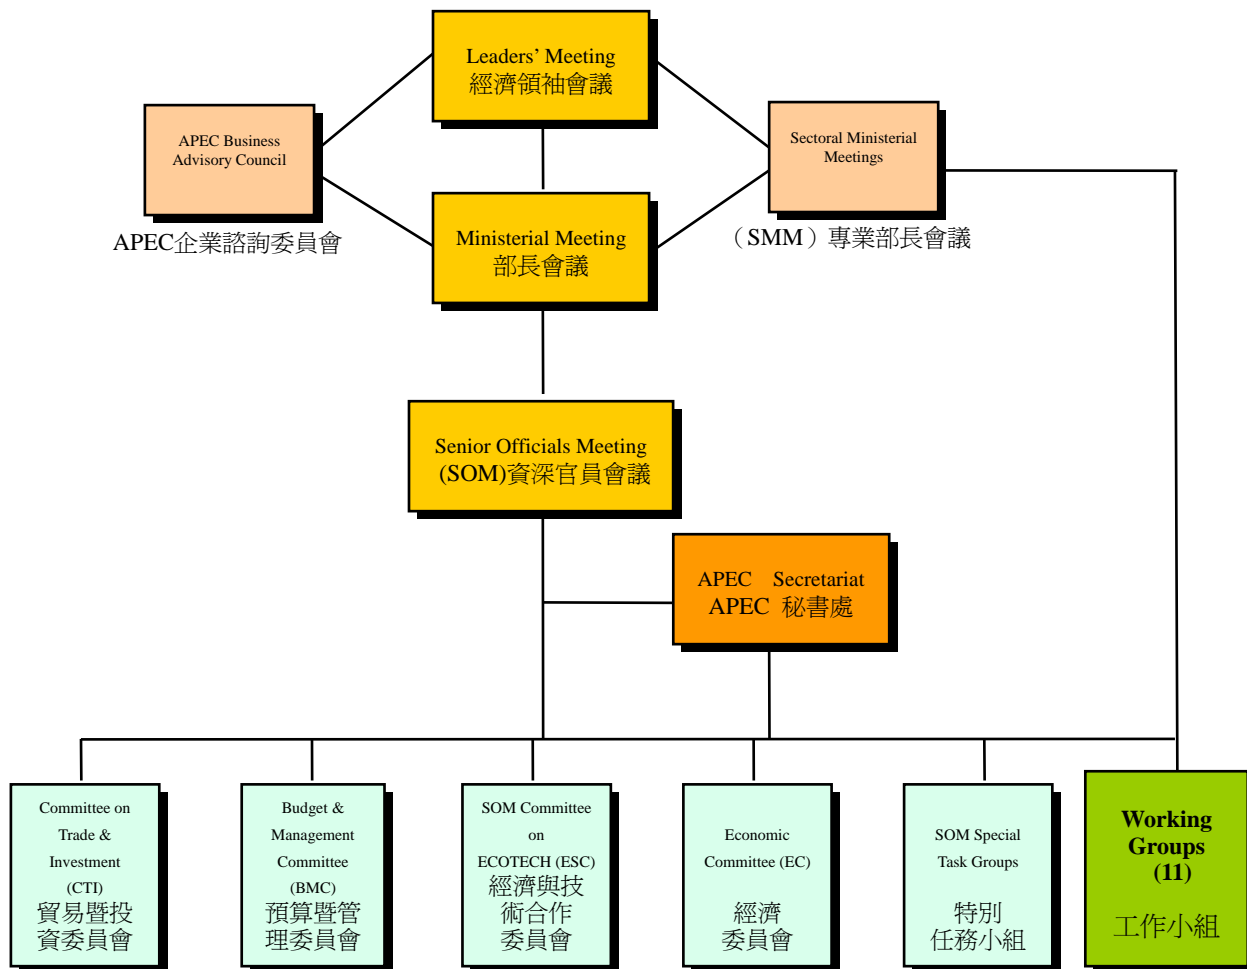 Leaders' Meeting
經濟領袖會議
APEC Business
Advisory Council
APEC企業諮詢委員會
Sectoral Ministerial
Meetings
（SMM）專業部長會議
Ministerial Meeting
部長會議
Senior Officials Meeting
(SOM)資深官員會議
APEC Secretariat
APEC 秘書處
Committee on
Trade &
Investment
(CTI)
貿易暨投
資委員會
Budget &
Management
Committee
(BMC)
預算暨管
理委員會
SOM Committee
on
ECOTECH (ESC)
經濟與技
術合作
委員會
Economic
Committee (EC)
經濟
委員會
SOM Special
Task Groups
特別
任務小組
Working
Groups
(11)
工作小組